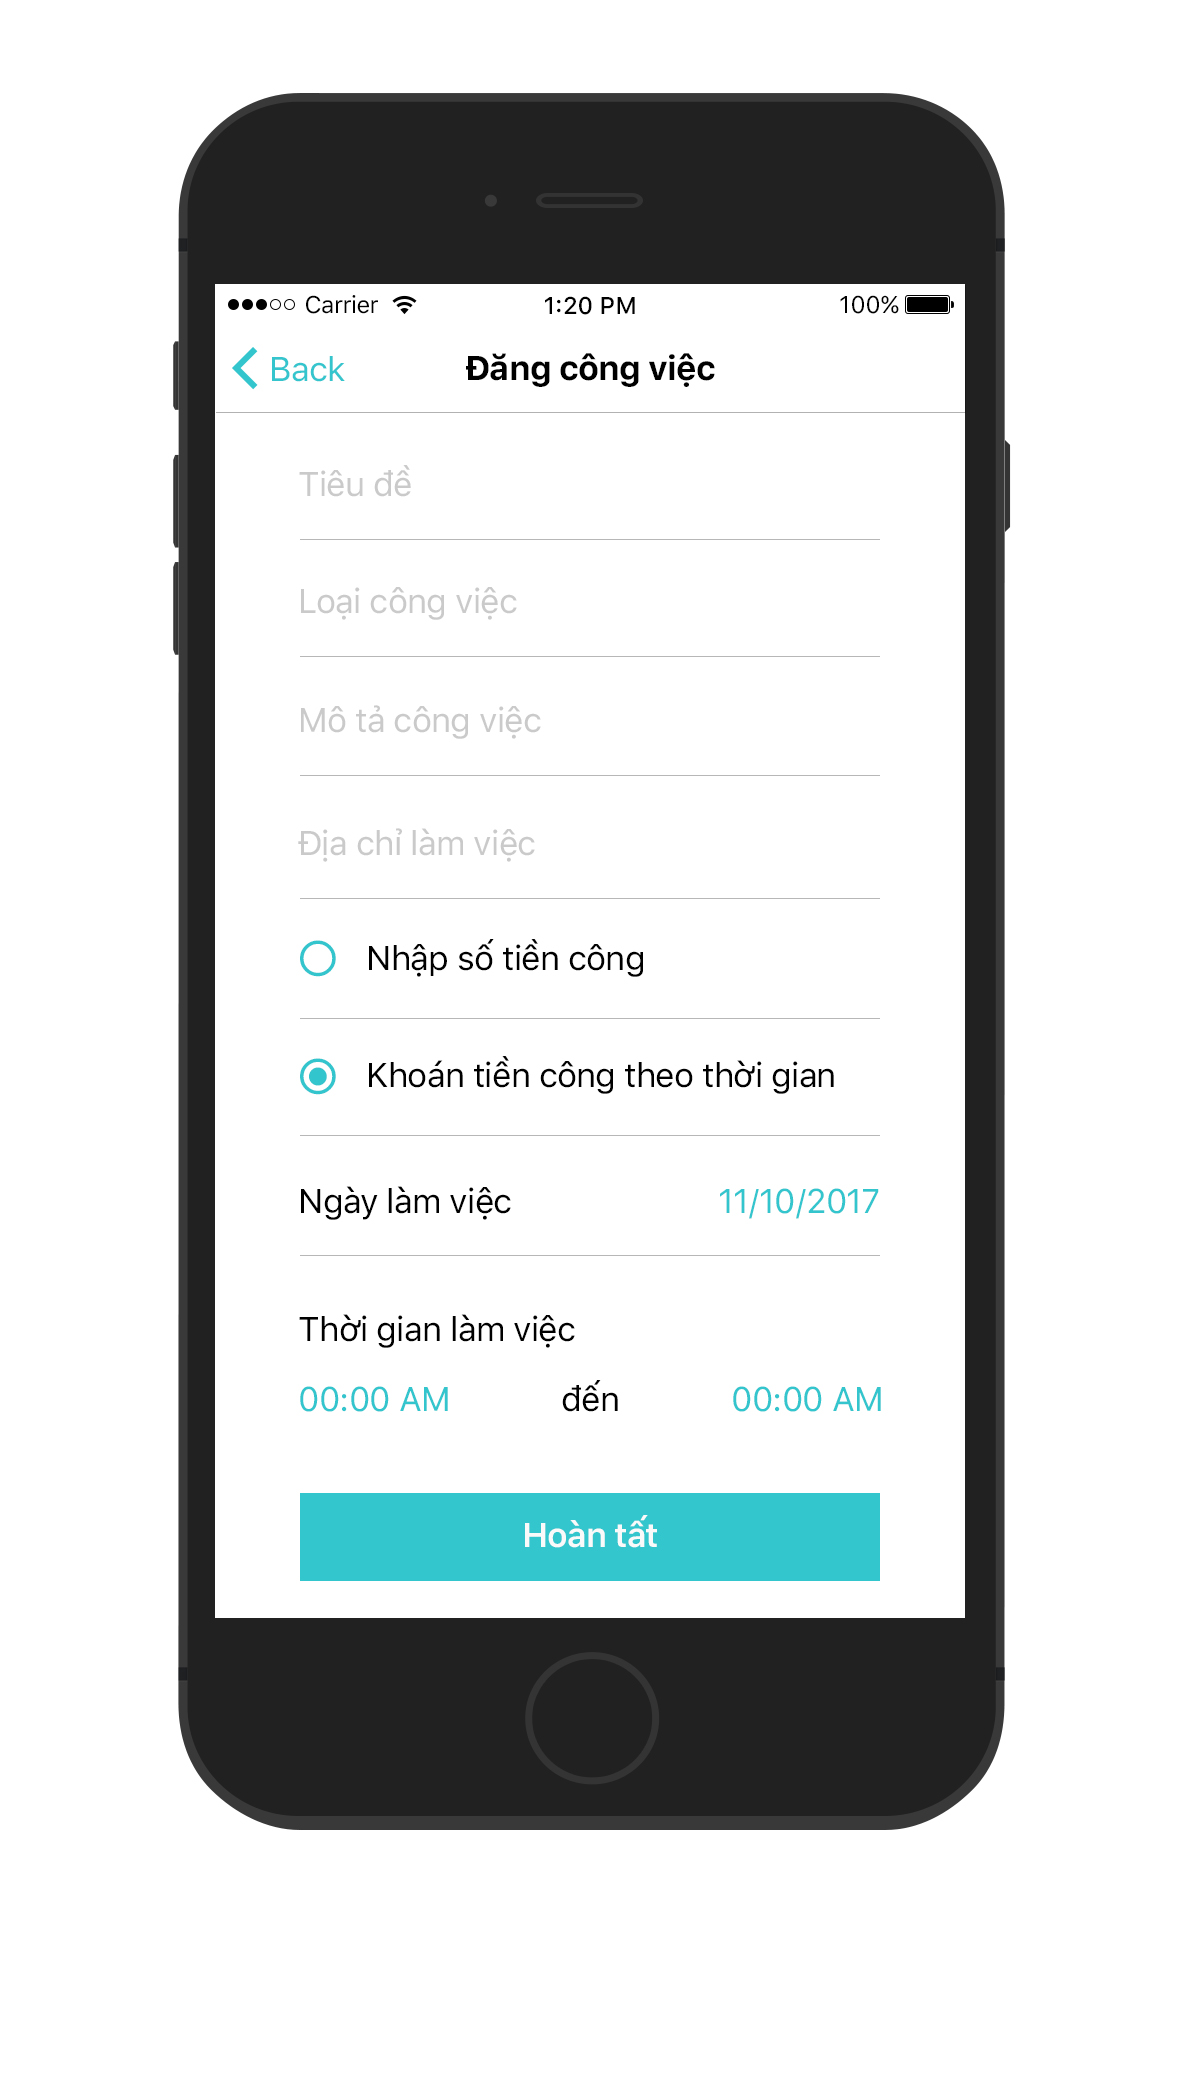 Carrier 1:20 PM 100%
Back Đăng công việc
Tiêu đề
Loại công việc
Mô tả công việc
Địa chỉ làm việc
Nhập số tiền công
Khoán tiền công theo thời gian
Ngày làm việc 11/10/2017
Thời gian làm việc
00:00 AM đến 00:00 AM
Hoàn tất